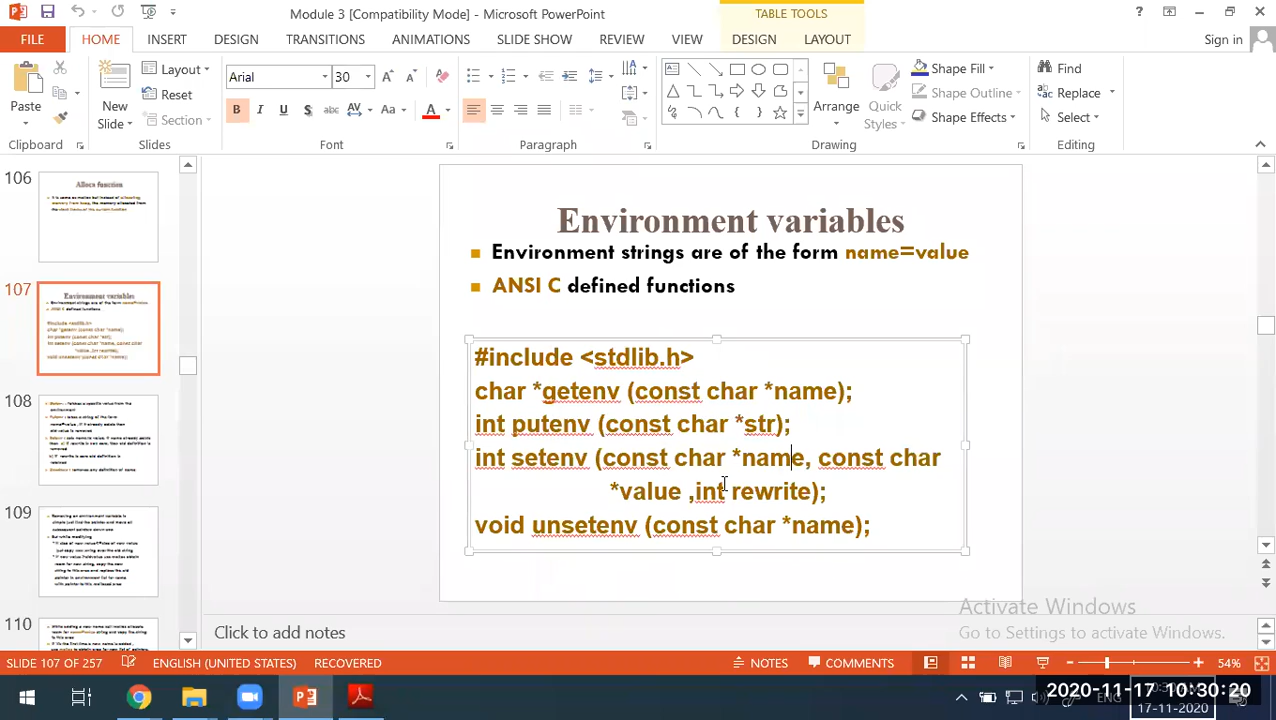 Module 3 [Compatibility Mode] - Microsoft PowerPoint
TABLE TOOLS
?
FILE
HOME
INSERT
DESIGN
TRANSITIONS
ANIMATIONS
SLIDE SHOW
REVIEW
VIEW
DESIGN
LAYOUT
Sign in
Paste
New
Slide
Layout
Reset
Section
Arial
30
Arrange
Quick
Styles
Shape Fill
Shape Outline
Shape Effects
Find
Replace
Select
Clipboard
Slides
Font
Paragraph
Drawing
Editing
106
Alloca function
107
Environment variables
108
109
110
Environment variables
Environment strings are of the form name=value
ANSI C defined functions
#include <stdlib.h>
char *getenv (const char *name);
int putenv (const char *str);
int setenv (const char *name, const char
*value ,int rewrite);
void unsetenv (const char *name);
Activate Windows
Go to Settings to activate Windows.
Click to add notes
SLIDE 107 OF 257
ENGLISH (UNITED STATES)
RECOVERED
NOTES
COMMENTS
54%
ENG
2020-11-17 10:30:20
17-11-2020